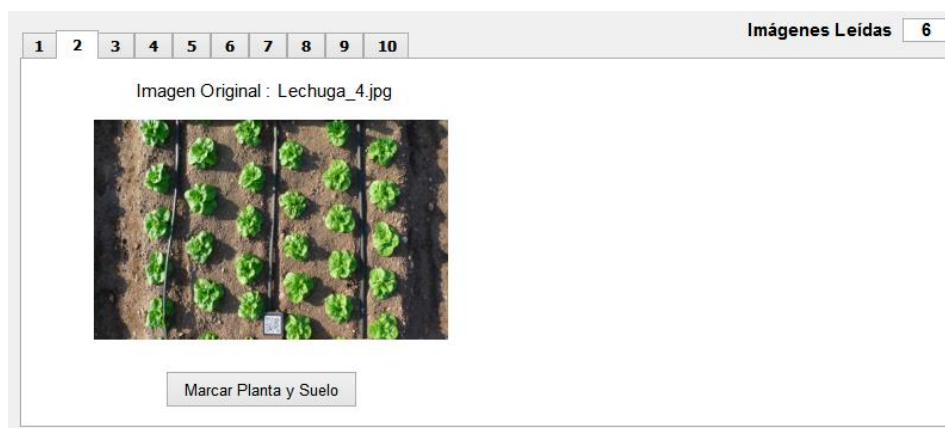 Imágenes Leídas 6
1 2 3 4 5 6 7 8 9 10
Imagen Original : Lechuga_4.jpg
Marcar Planta y Suelo